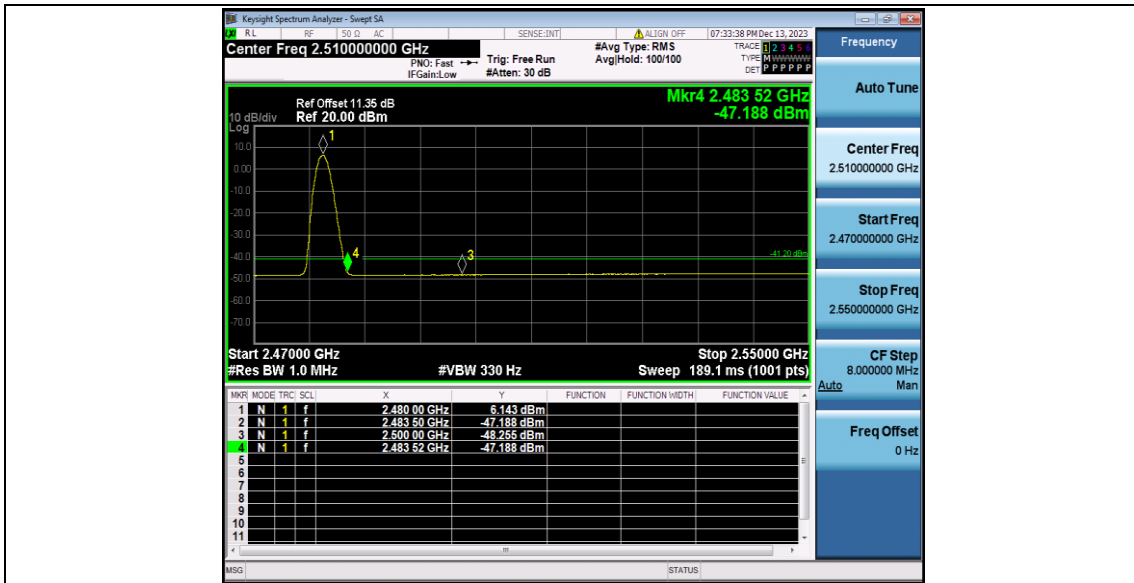 Keysight Spectrum Analyzer - Swept SA
LXI RL RF 50 Ω AC SENSE:INT ALIGN OFF 07:33:38 PM Dec 13, 2023
Center Freq 2.510000000 GHz
PNO: Fast
IFGain:Low
Trig: Free Run
#Atten: 30 dB
#Avg Type: RMS
Avg|Hold: 100/100
TRACE 1 2 3 4 5 6
TYPE M W W W W W
DET P P P P P P
Mkr4 2.483 52 GHz
-47.188 dBm
Ref Offset 11.35 dB
10 dB/div Ref 20.00 dBm
Log
10.0
0.00
-10.0
-20.0
-30.0
-40.0
-50.0
-60.0
-70.0
1
4
3
-41.20 dBm
Start 2.47000 GHz Stop 2.55000 GHz
#Res BW 1.0 MHz #VBW 330 Hz Sweep 189.1 ms (1001 pts)
MKR MODE TRC SCL X Y FUNCTION FUNCTION WIDTH FUNCTION VALUE
1 N 1 f 2.480 00 GHz 6.143 dBm
2 N 1 f 2.483 50 GHz -47.188 dBm
3 N 1 f 2.500 00 GHz -48.255 dBm
4 N 1 f 2.483 52 GHz -47.188 dBm
5
6
7
8
9
10
11
MSG STATUS
Frequency
Auto Tune
Center Freq
2.510000000 GHz
Start Freq
2.470000000 GHz
Stop Freq
2.550000000 GHz
CF Step
8.000000 MHz
Auto Man
Freq Offset
0 Hz